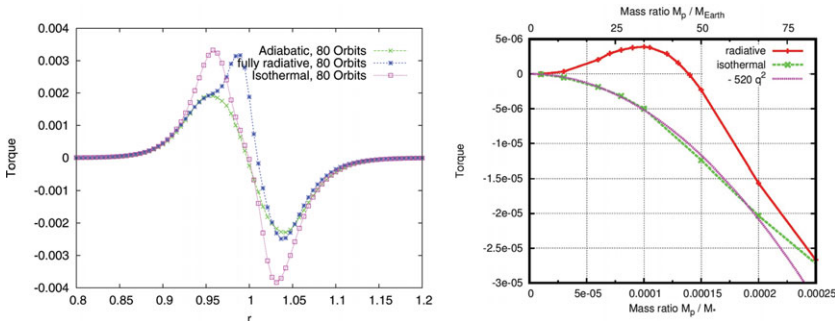 0.004
0.003
0.002
0.001
0
-0.001
-0.002
-0.003
-0.004
Torque
0.8 0.85 0.9 0.95 1 1.05 1.1 1.15 1.2
r
Adiabatic, 80 Orbits
fully radiative, 80 Orbits
Isothermal, 80 Orbits
Mass ratio Mp / MEarth
0 25 50 75
5e-06
0
-5e-06
-1e-05
-1.5e-05
-2e-05
-2.5e-05
-3e-05
Torque
radiative
isothermal
- 520 q²
0 5e-05 0.0001 0.00015 0.0002 0.00025
Mass ratio Mp / M*